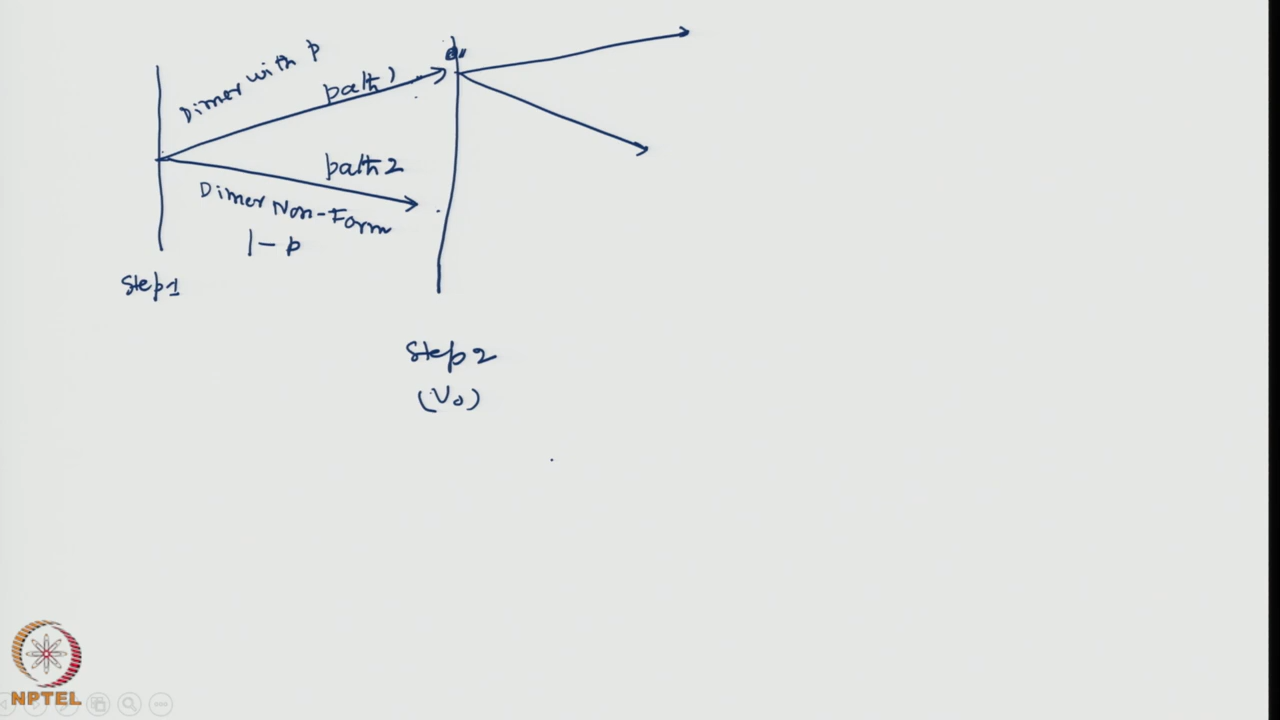 Dimer with p
path 1
path 2
Dimer Non-Form
1-p
Step 1
Step 2
(V0)
NPTEL